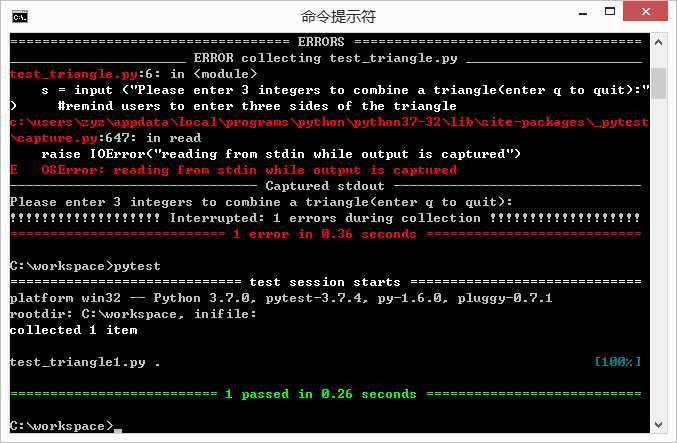 命令提示符
=================================== ERRORS ====================================
______________________ ERROR collecting test_triangle.py ______________________
test_triangle.py:6: in <module>
    s = input ("Please enter 3 integers to combine a triangle(enter q to quit):"
)     #remind users to enter three sides of the triangle
c:\users\zyz\appdata\local\programs\python\python37-32\lib\site-packages\_pytest
\capture.py:647: in read
    raise IOError("reading from stdin while output is captured")
E   OSError: reading from stdin while output is captured
------------------------------- Captured stdout -------------------------------
Please enter 3 integers to combine a triangle(enter q to quit):
!!!!!!!!!!!!!!!!!!! Interrupted: 1 errors during collection !!!!!!!!!!!!!!!!!!!
=========================== 1 error in 0.36 seconds ===========================
C:\workspace>pytest
============================= test session starts =============================
platform win32 -- Python 3.7.0, pytest-3.7.4, py-1.6.0, pluggy-0.7.1
rootdir: C:\workspace, inifile:
collected 1 item
test_triangle1.py .                                                      [100%]
========================== 1 passed in 0.26 seconds ===========================
C:\workspace>_